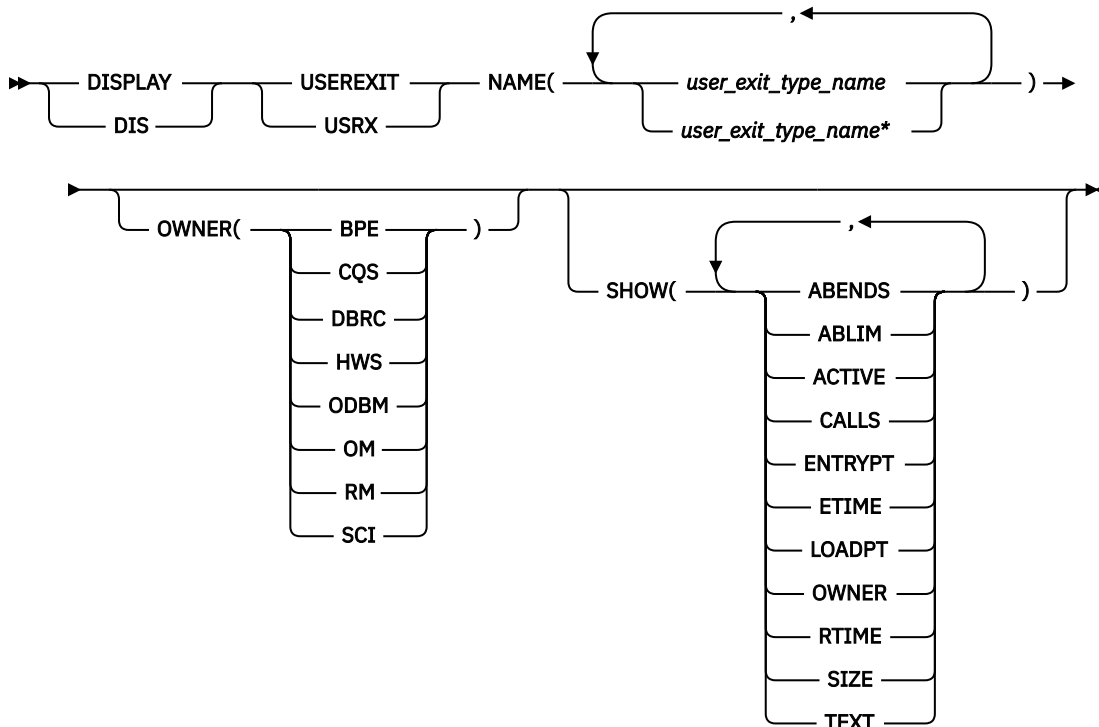 ,
DISPLAY USEREXIT NAME( user_exit_type_name )
DIS USRX user_exit_type_name*
OWNER( BPE )
CQS
DBRC
HWS
ODBM
OM
RM
SCI
,
SHOW( ABENDS )
ABLIM
ACTIVE
CALLS
ENTRYPT
ETIME
LOADPT
OWNER
RTIME
SIZE
TEXT